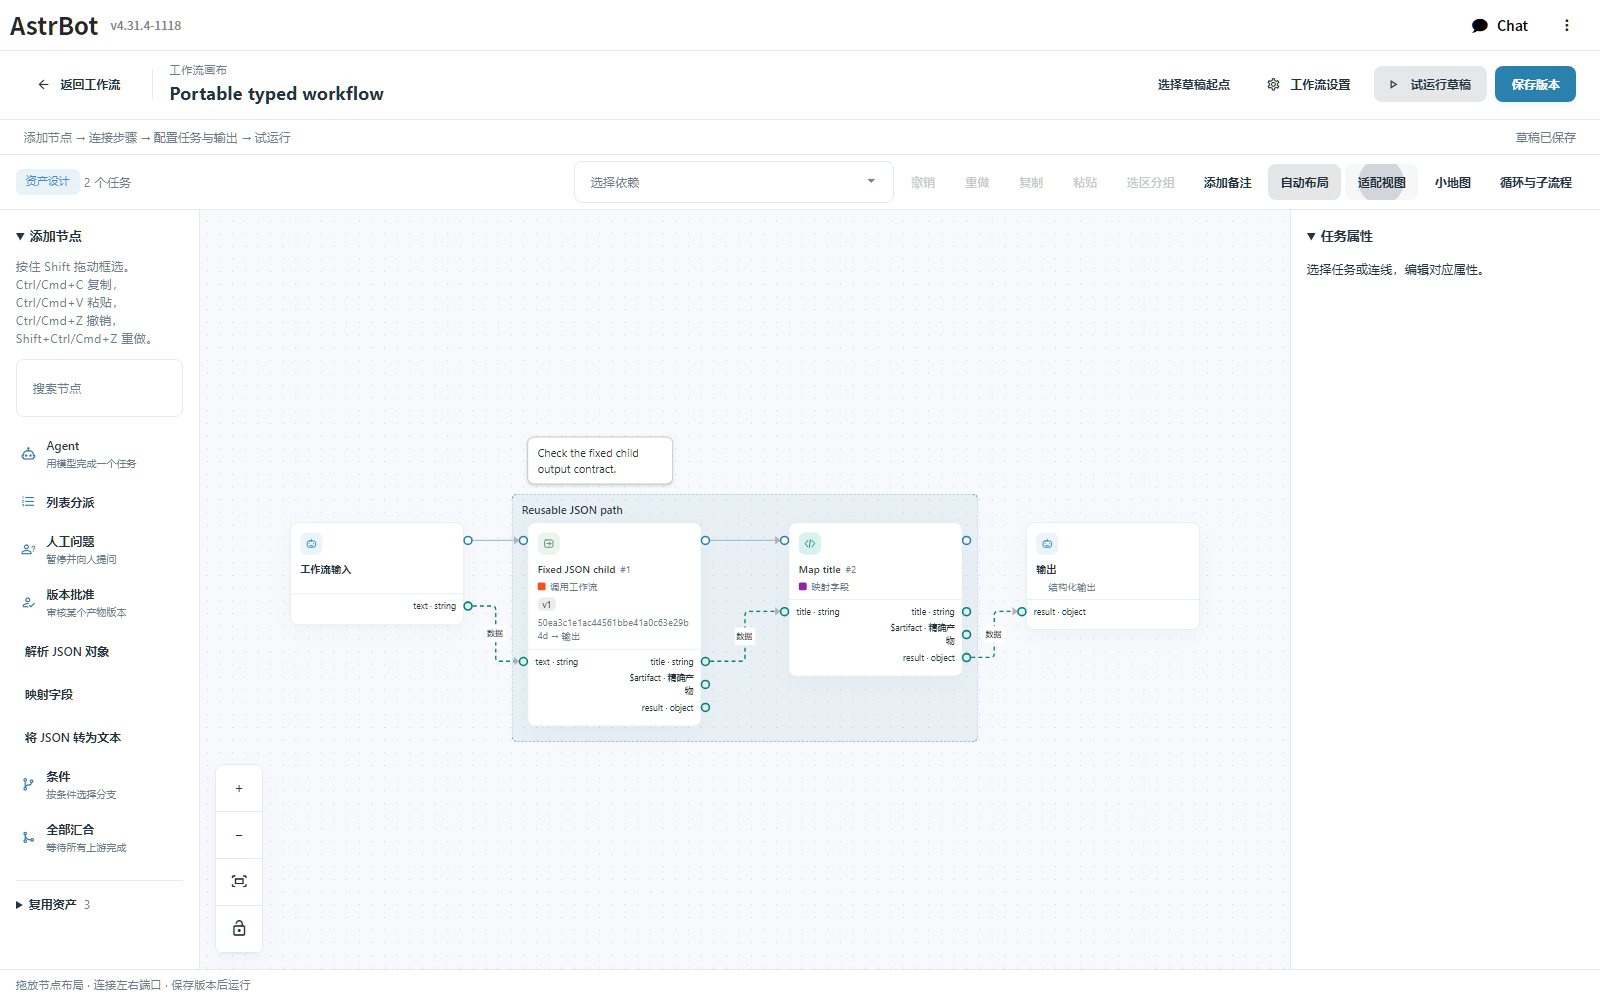 AstrBot v4.31.4-1118
Chat
返回工作流
工作流画布
Portable typed workflow
选择草稿起点
工作流设置
试运行草稿
保存版本
添加节点 → 连接步骤 → 配置任务与输出 → 试运行
草稿已保存
资产设计 2 个任务
选择依赖
撤销
重做
复制
粘贴
选区分组
添加备注
自动布局
适配视图
小地图
循环与子流程
添加节点
按住 Shift 拖动框选。
Ctrl/Cmd+C 复制，
Ctrl/Cmd+V 粘贴，
Ctrl/Cmd+Z 撤销，
Shift+Ctrl/Cmd+Z 重做。
搜索节点
Agent
用模型完成一个任务
列表分派
人工问题
暂停并向人提问
版本批准
审核某个产物版本
解析 JSON 对象
映射字段
将 JSON 转为文本
条件
按条件选择分支
全部汇合
等待所有上游完成
复用资产 3
Check the fixed child
output contract.
Reusable JSON path
工作流输入
text · string
数据
Fixed JSON child #1
调用工作流
v1
50ea3c1e1ac44561bbe41a0c63e29b
4d → 输出
text · string
title · string
$artifact · 精确产
物
result · object
数据
Map title #2
映射字段
title · string
title · string
$artifact · 精确产
物
result · object
数据
输出
结构化输出
result · object
+
−
任务属性
选择任务或连线，编辑对应属性。
拖放节点布局 · 连接左右端口 · 保存版本后运行